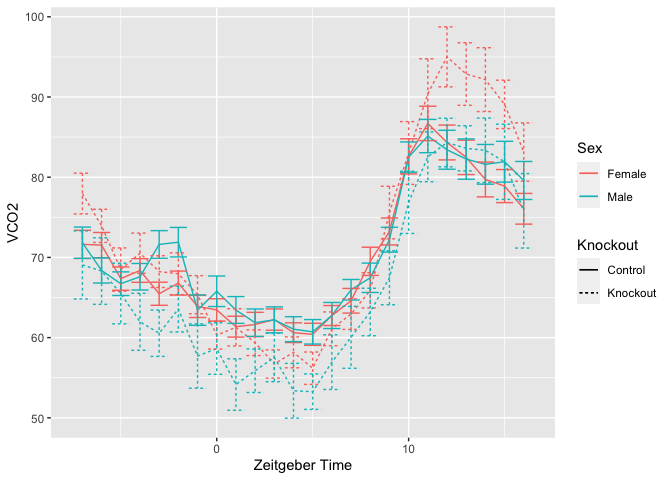 100
90
80
70
60
50
VCO2
0
10
Zeitgeber Time
Sex
Female
Male
Knockout
Control
Knockout